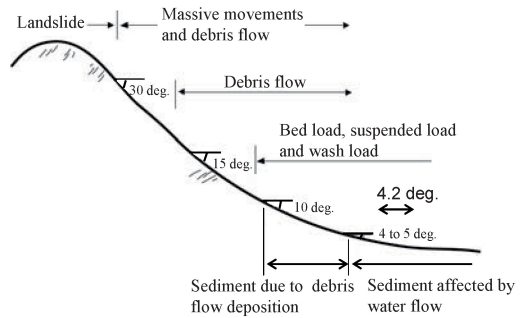 Landslide
Massive movements
and debris flow
30 deg.
Debris flow
15 deg.
Bed load, suspended load
and wash load
10 deg.
4.2 deg.
4 to 5 deg.
Sediment due to debris
flow deposition
Sediment affected by
water flow